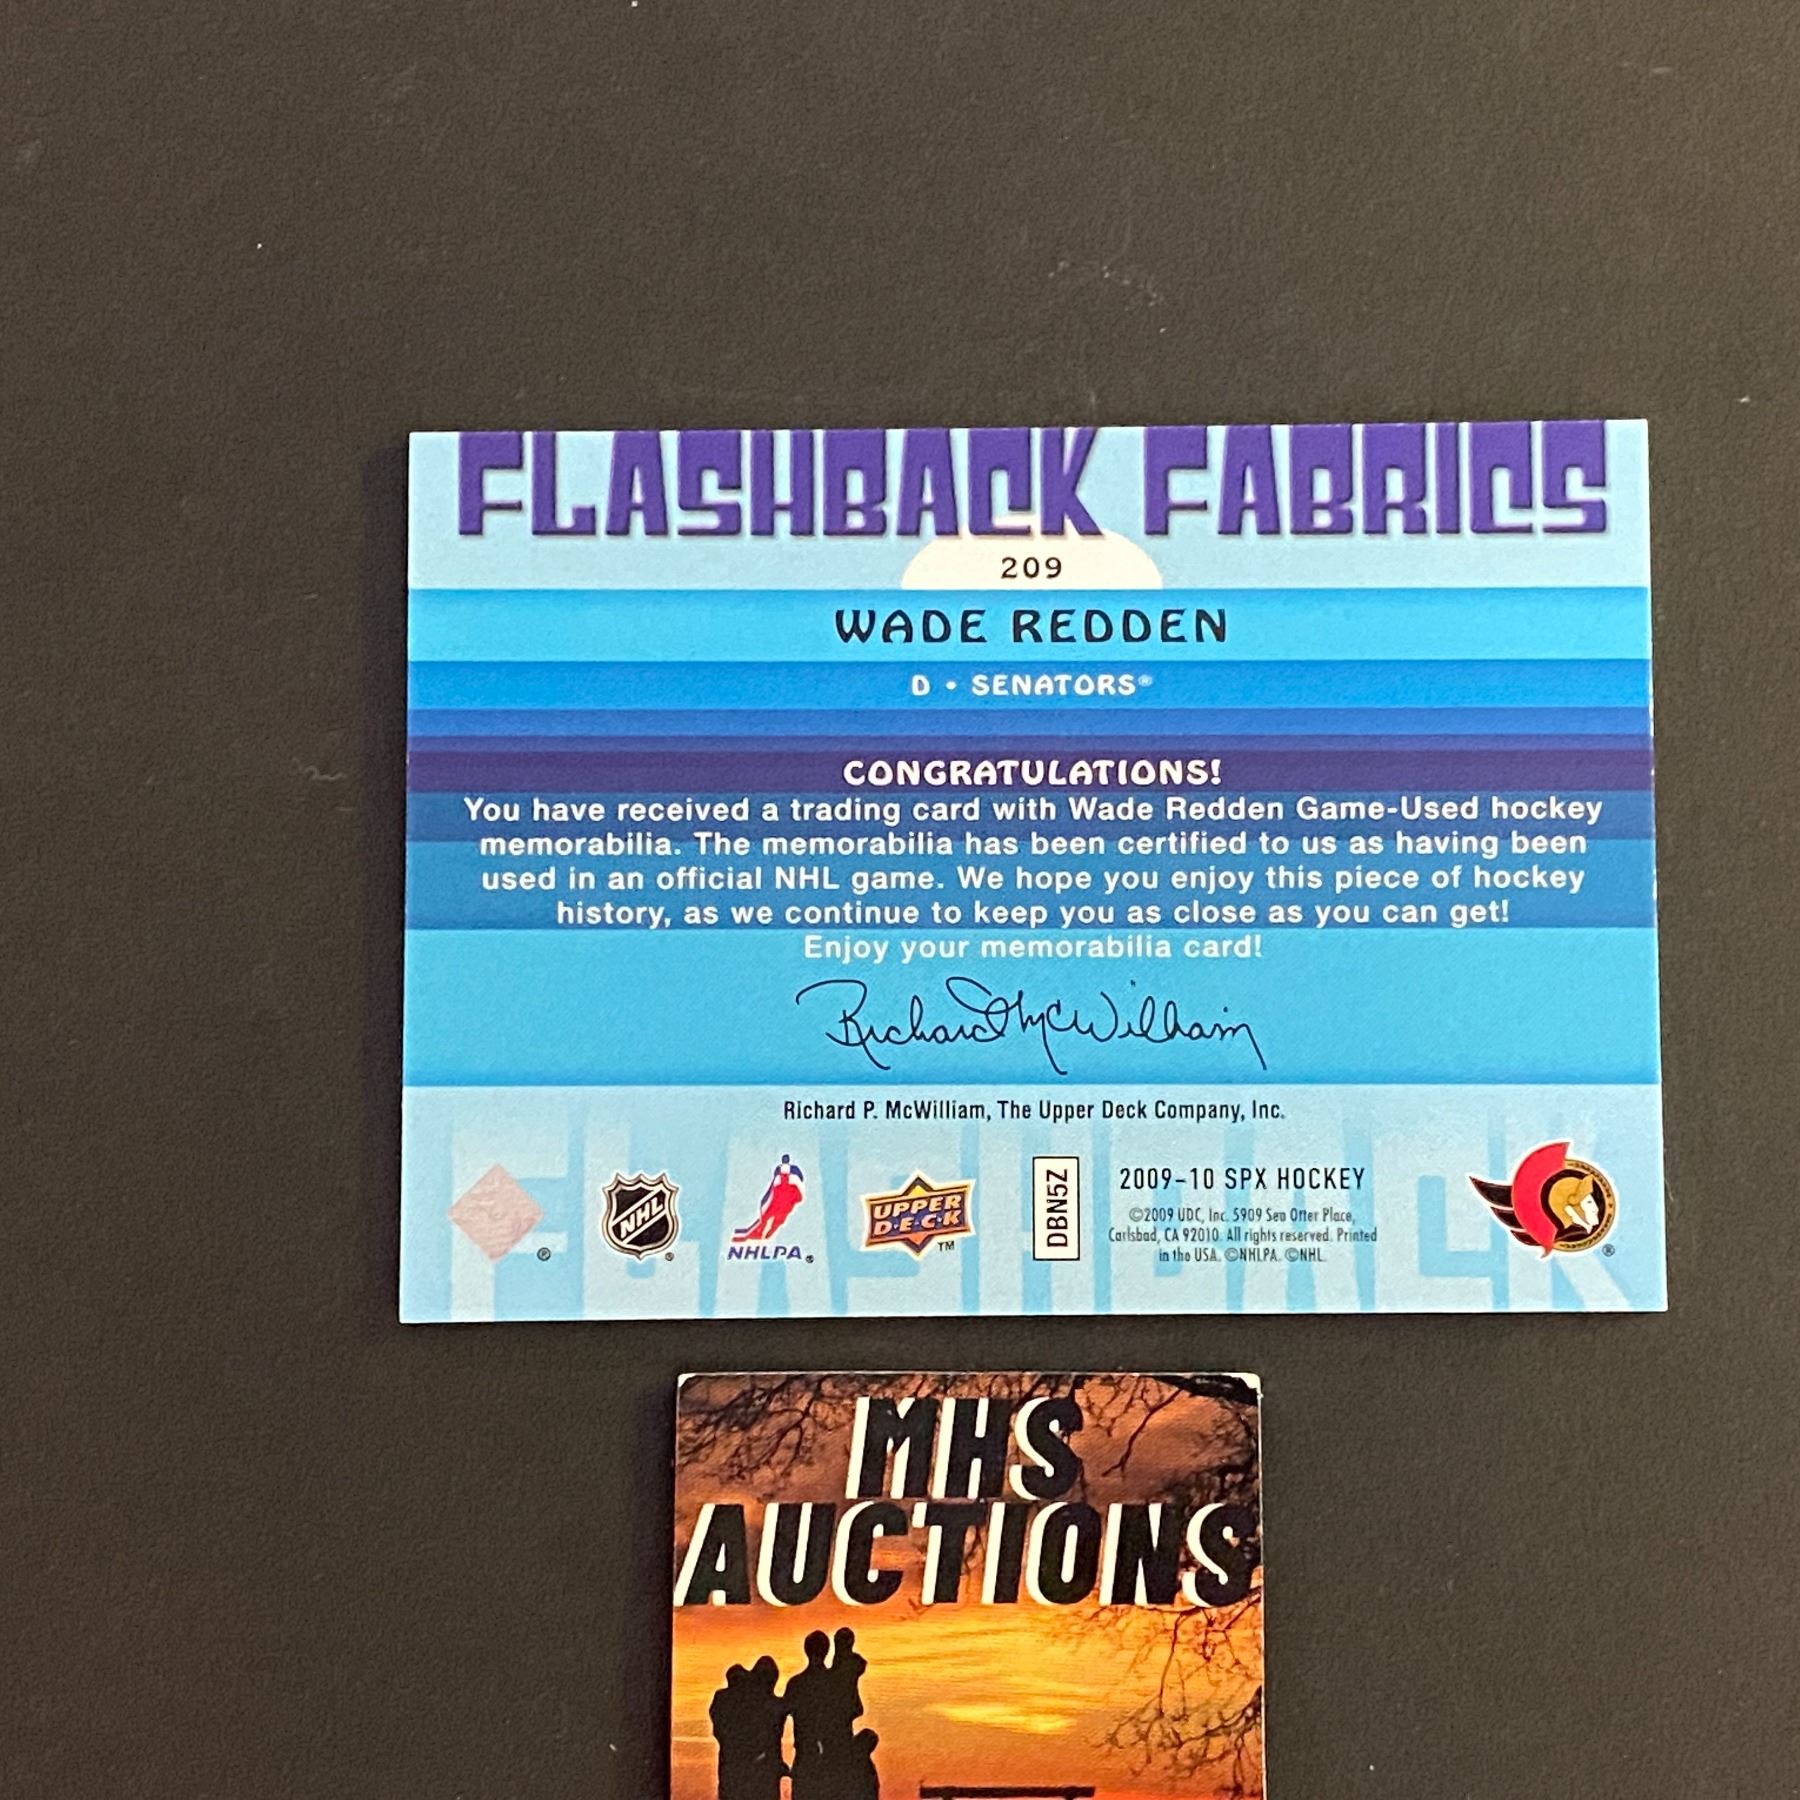 FLASHBACK FABRICS
209
WADE REDDEN
D • SENATORS®
CONGRATULATIONS!
You have received a trading card with Wade Redden Game-Used hockey
memorabilia. The memorabilia has been certified to us as having been
used in an official NHL game. We hope you enjoy this piece of hockey
history, as we continue to keep you as close as you can get!
Enjoy your memorabilia card!
Richard McWilliam
Richard P. McWilliam, The Upper Deck Company, Inc.
®
NHL
®
NHLPA®
UPPER
DECK
TM
DBN5Z
2009-10 SPX HOCKEY
©2009 UDC, Inc. 5909 Sea Otter Place,
Carlsbad, CA 92010. All rights reserved. Printed
in the USA. ©NHLPA. ©NHL.
®
FLASHBACK
MHS
AUCTIONS